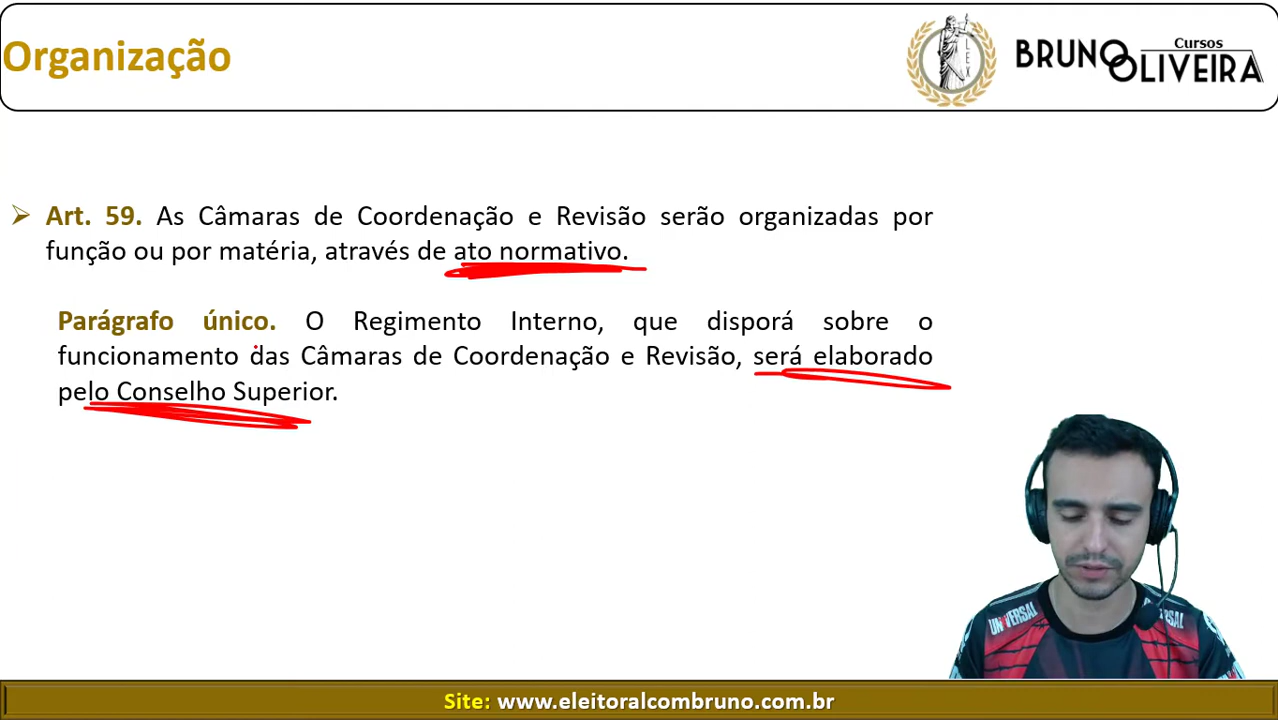 Organização
Cursos
BRUNO
OLIVEIRA
LEX
Art. 59. As Câmaras de Coordenação e Revisão serão organizadas por
função ou por matéria, através de ato normativo.
Parágrafo único. O Regimento Interno, que disporá sobre o
funcionamento das Câmaras de Coordenação e Revisão, será elaborado
pelo Conselho Superior.
UNIVERSAL
Site: www.eleitoralcombruno.com.br